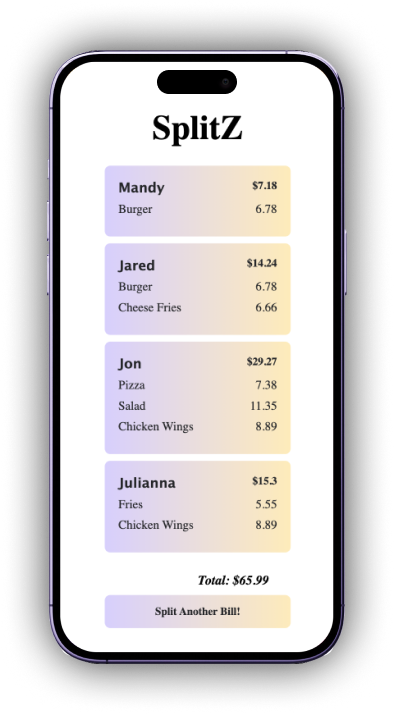 SplitZ
Mandy $7.18
Burger 6.78
Jared $14.24
Burger 6.78
Cheese Fries 6.66
Jon $29.27
Pizza 7.38
Salad 11.35
Chicken Wings 8.89
Julianna $15.3
Fries 5.55
Chicken Wings 8.89
Total: $65.99
Split Another Bill!